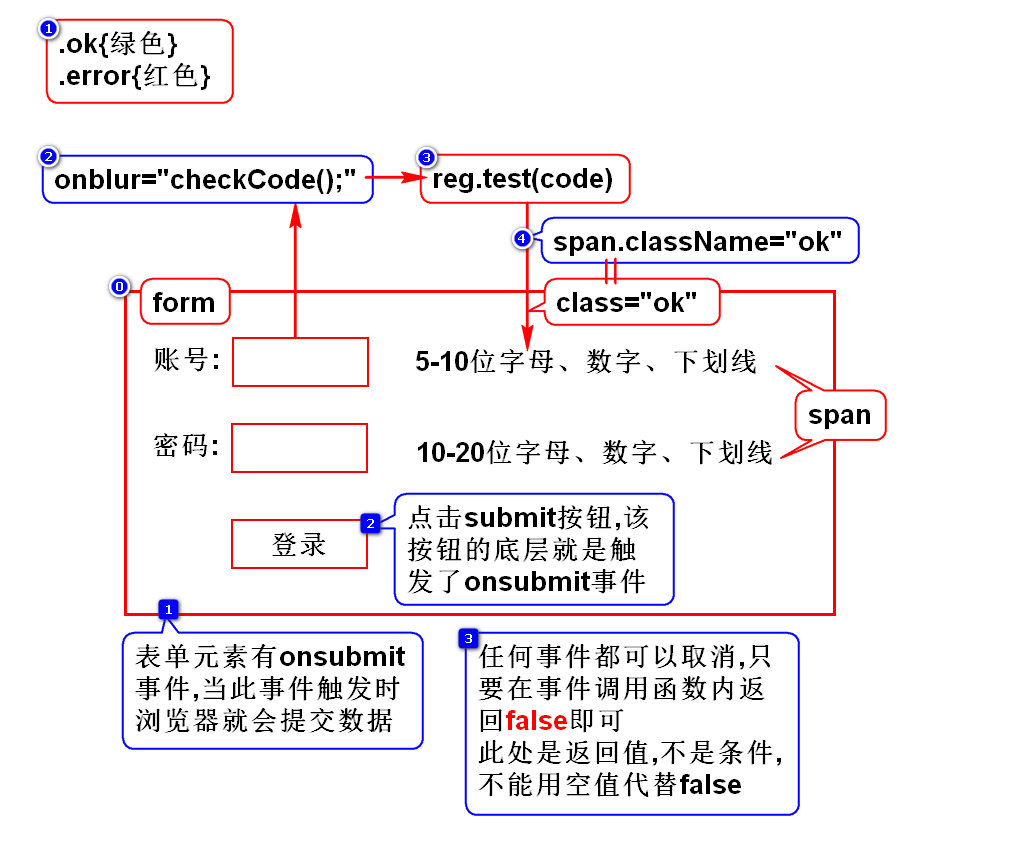 1
.ok{绿色}
.error{红色}
2
onblur="checkCode();"
3
reg.test(code)
4
span.className="ok"
0
form
class="ok"
账号:
5-10位字母、数字、下划线
span
密码:
10-20位字母、数字、下划线
登录
2
点击submit按钮,该
按钮的底层就是触
发了onsubmit事件
1
表单元素有onsubmit
事件,当此事件触发时
浏览器就会提交数据
3
任何事件都可以取消,只
要在事件调用函数内返
回false即可
此处是返回值,不是条件,
不能用空值代替false